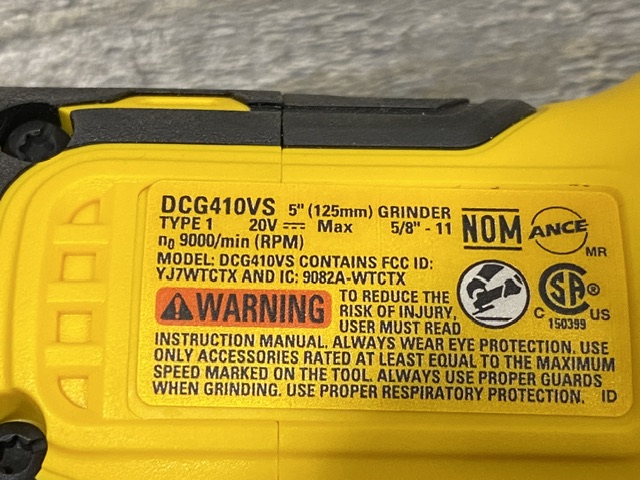 DCG410VS 5" (125mm) GRINDER
TYPE 1 20V Max 5/8" - 11
n0 9000/min (RPM)
MODEL: DCG410VS CONTAINS FCC ID:
YJ7WTCTX AND IC: 9082A-WTCTX
NOM ANCE MR
WARNING
TO REDUCE THE
RISK OF INJURY,
USER MUST READ
INSTRUCTION MANUAL. ALWAYS WEAR EYE PROTECTION. USE
ONLY ACCESSORIES RATED AT LEAST EQUAL TO THE MAXIMUM
SPEED MARKED ON THE TOOL. ALWAYS USE PROPER GUARDS
WHEN GRINDING. USE PROPER RESPIRATORY PROTECTION. ID
SA®
C US
150399